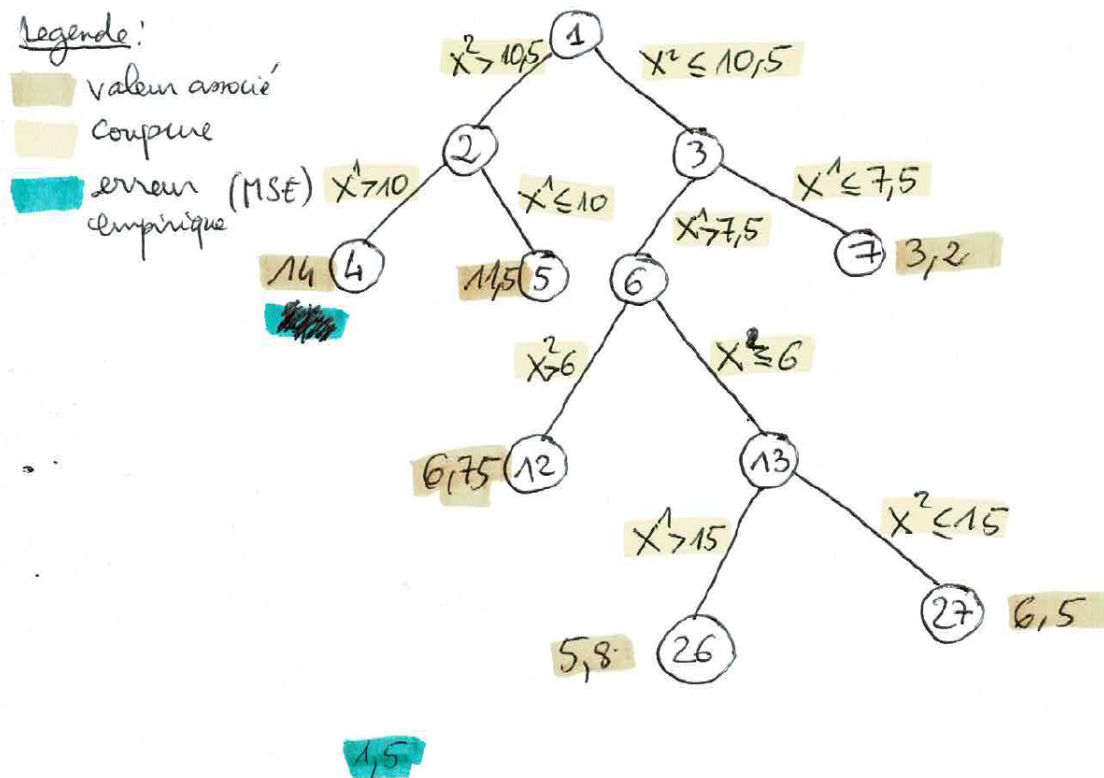 Legende :
valeur associé
coupure
erreur (MSE)
empirique
1
X² > 10,5
X² ≤ 10,5
2
3
X¹ > 10
X¹ ≤ 10
X¹ > 7,5
X¹ ≤ 7,5
14
4
11,5
5
6
7
3,2
X² > 6
X² ≤ 6
6,75
12
13
X¹ > 15
X² ≤ 15
5,8
26
27
6,5
1,5